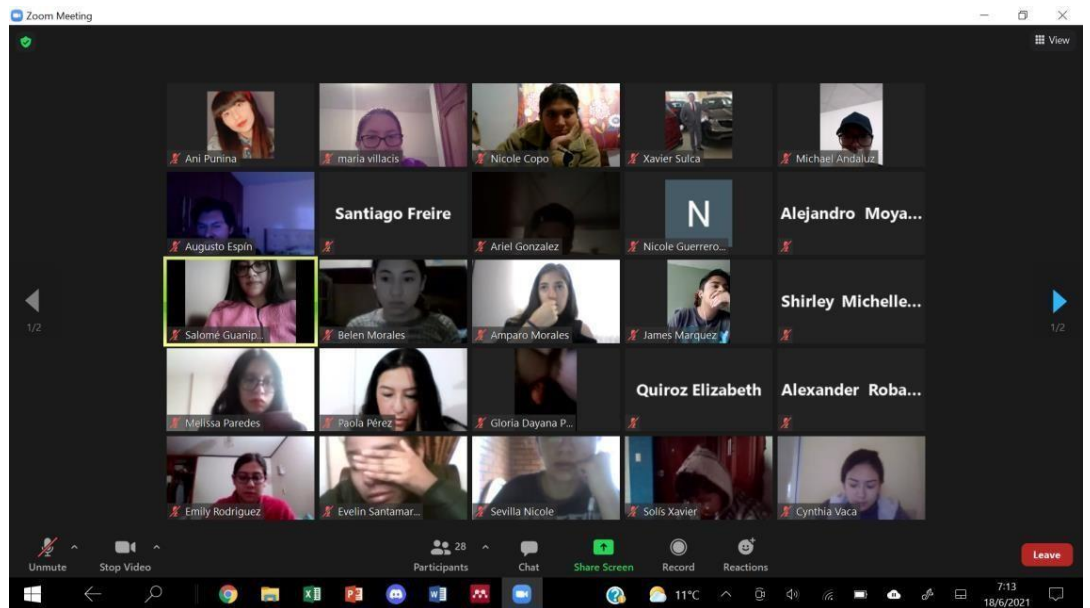 Zoom Meeting
View
Ani Punina
maria villacis
Nicole Copo
Xavier Sulca
Michael Andaluz
Augusto Espín
Santiago Freire
Ariel Gonzalez
N
Nicole Guerrero...
Alejandro Moya...
Salomé Guanip...
Belen Morales
Amparo Morales
James Marquez
Shirley Michelle...
1/2
1/2
Melissa Paredes
Paola Pérez
Gloria Dayana P...
Quiroz Elizabeth
Alexander Roba...
Emily Rodriguez
Evelin Santamar...
Sevilla Nicole
Solís Xavier
Cynthia Vaca
Unmute
Stop Video
28
Participants
Chat
Share Screen
Record
Reactions
Leave
11°C
7:13
18/6/2021